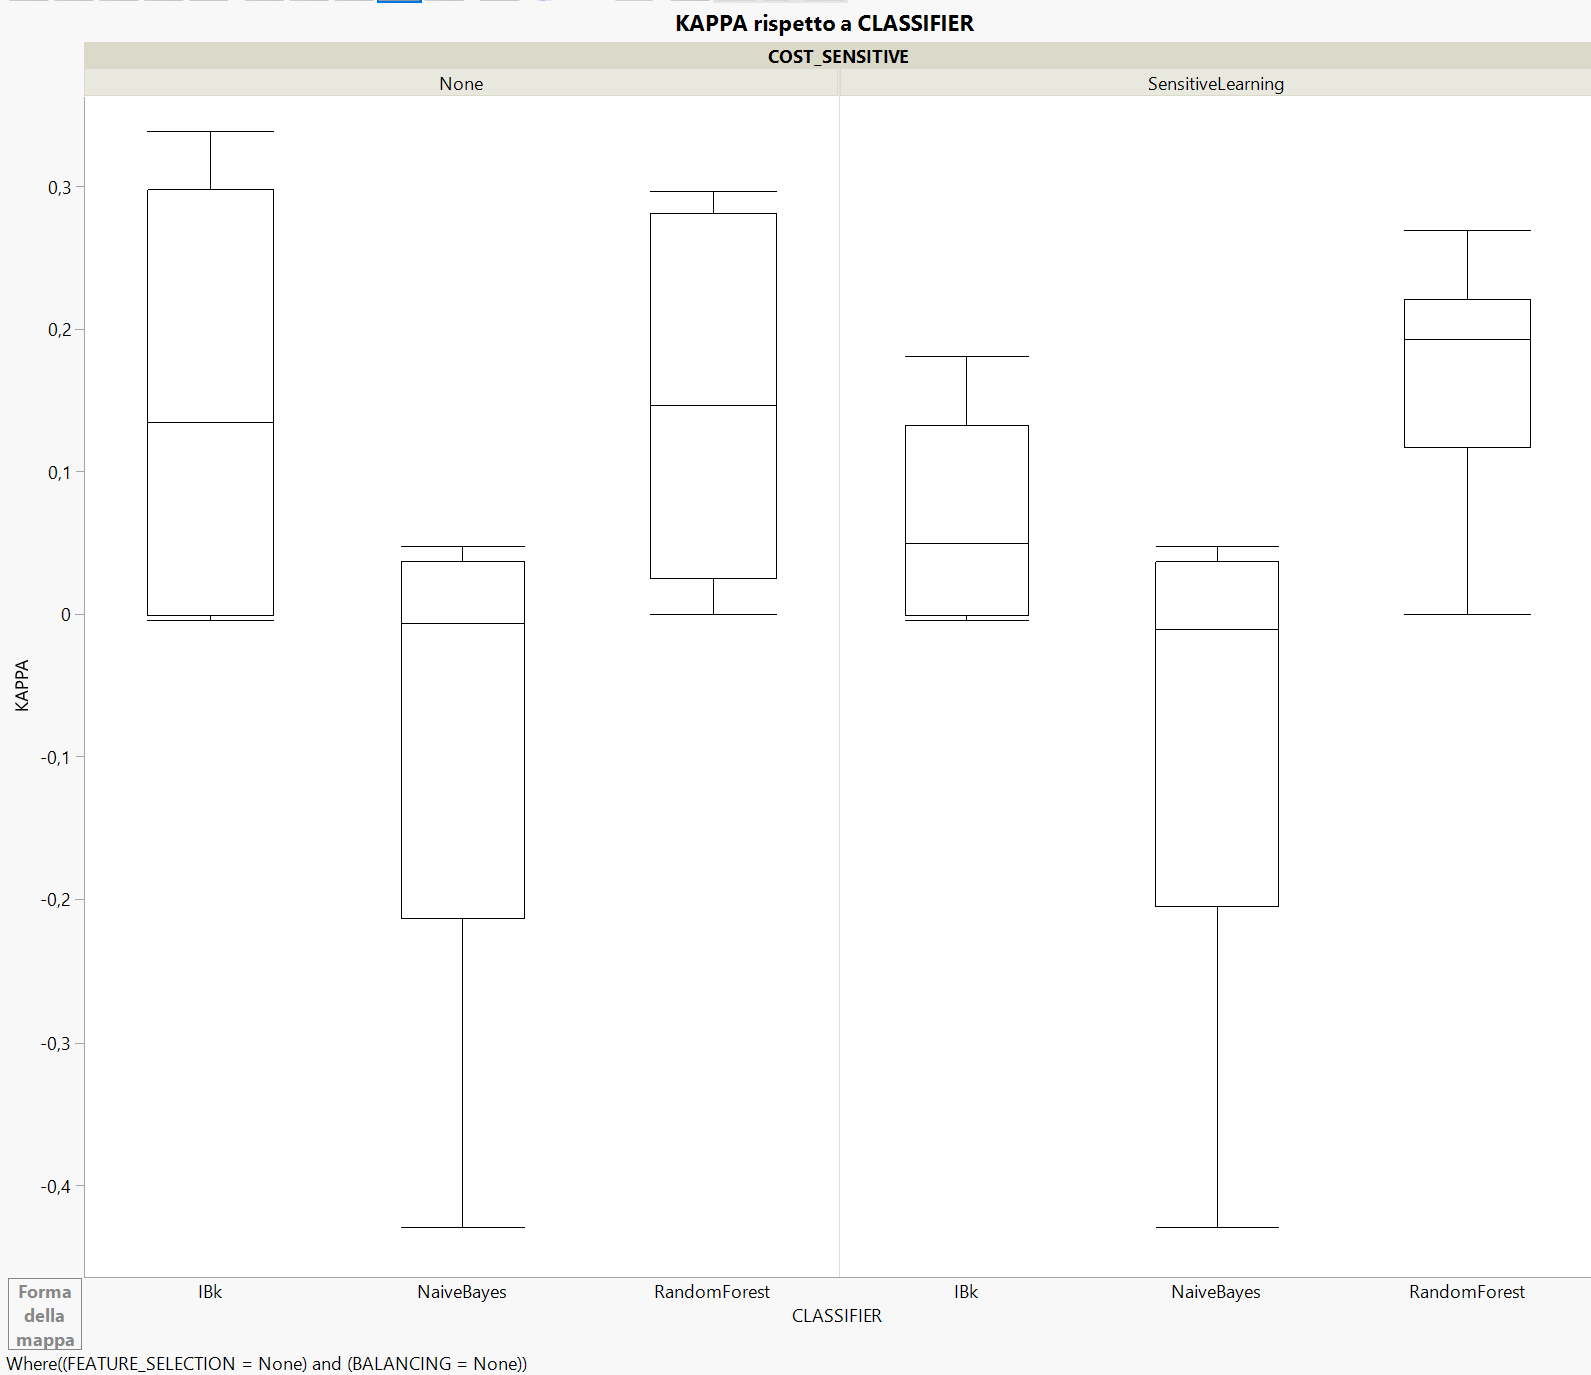 KAPPA rispetto a CLASSIFIER
COST_SENSITIVE
None SensitiveLearning
0,3
0,2
0,1
0
-0,1
-0,2
-0,3
-0,4
KAPPA
IBk NaiveBayes RandomForest IBk NaiveBayes RandomForest
CLASSIFIER
Forma
della
mappa
Where((FEATURE_SELECTION = None) and (BALANCING = None))